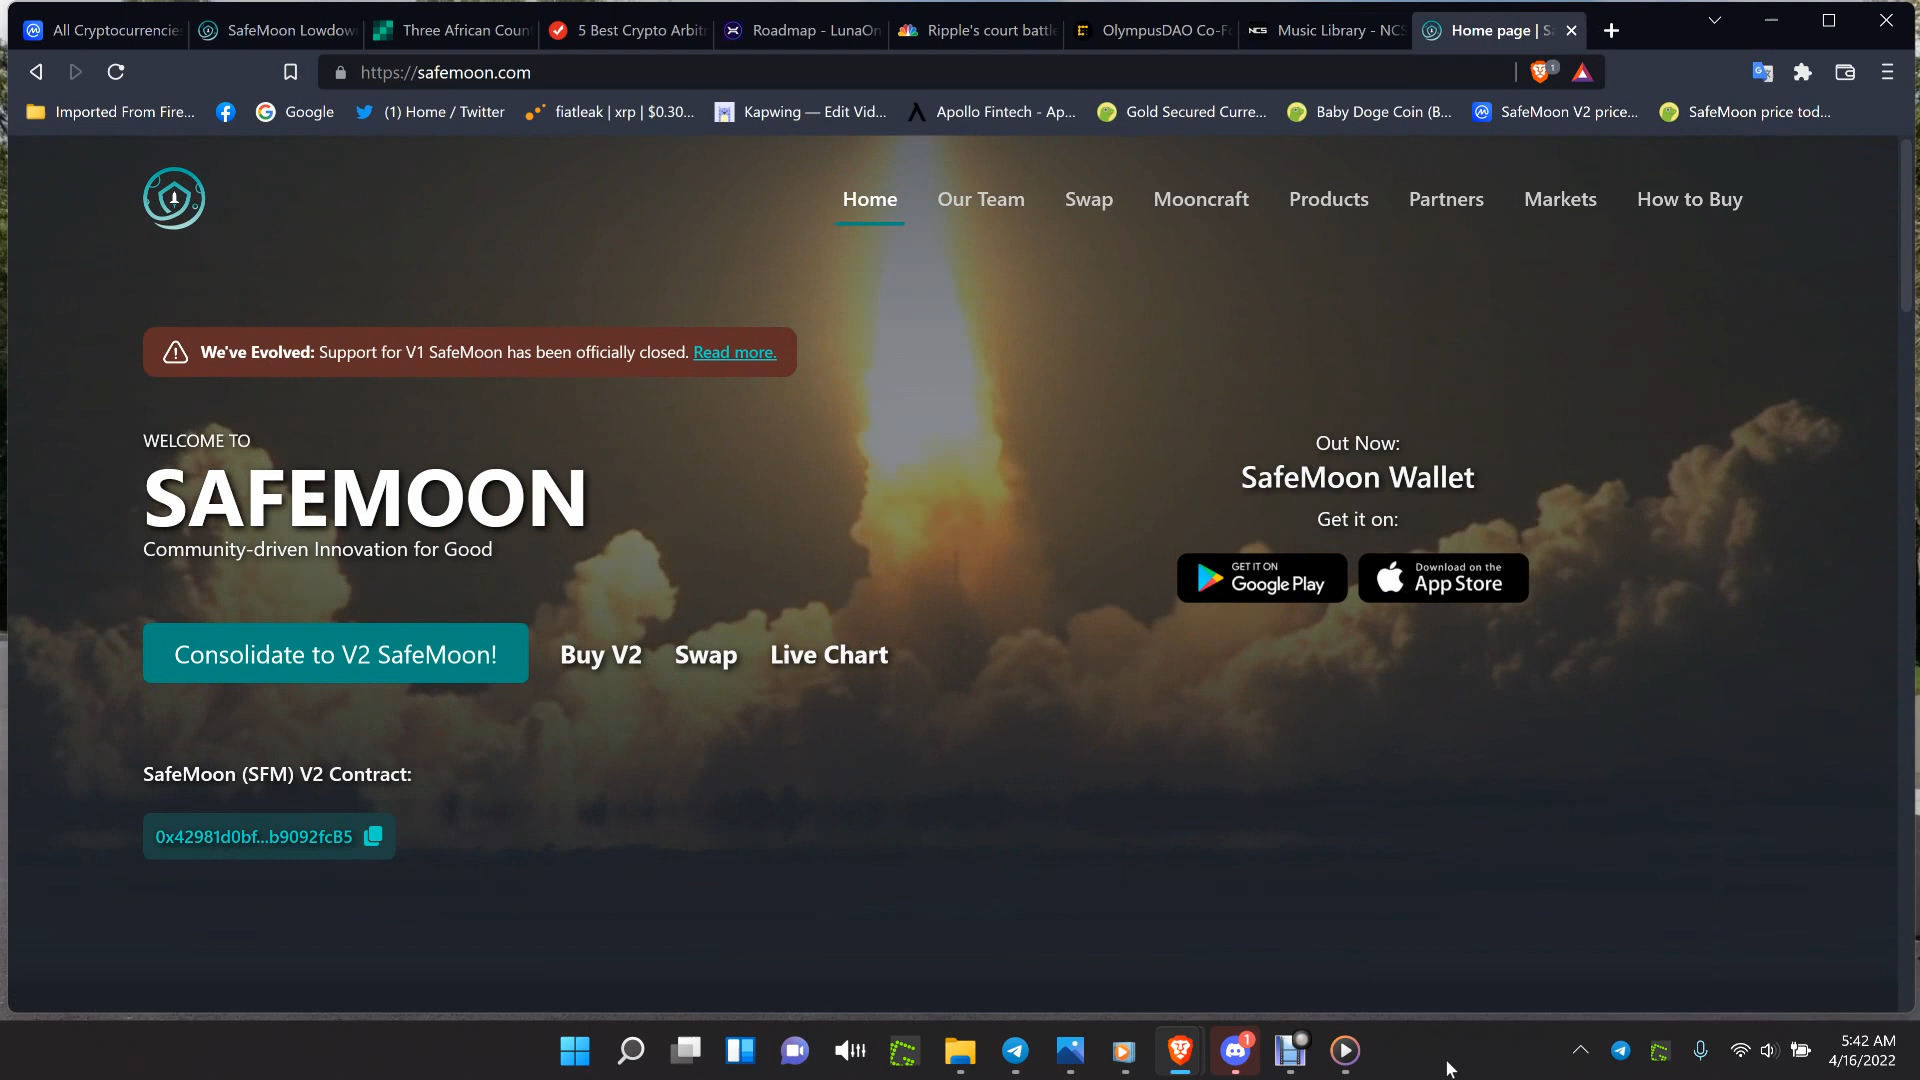 All Cryptocurrencie
SafeMoon Lowdow
Three African Coun
5 Best Crypto Arbit
Roadmap - LunaOn
Ripple's court battl
OlympusDAO Co-F
NCS Music Library - NCS
Home page | S
https://safemoon.com
1
Imported From Fire...
Google
(1) Home / Twitter
fiatleak | xrp | $0.30...
Kapwing — Edit Vid...
Apollo Fintech - Ap...
Gold Secured Curre...
Baby Doge Coin (B...
SafeMoon V2 price...
SafeMoon price tod...
Home
Our Team
Swap
Mooncraft
Products
Partners
Markets
How to Buy
We've Evolved: Support for V1 SafeMoon has been officially closed. Read more.
WELCOME TO
SAFEMOON
Community-driven Innovation for Good
Out Now:
SafeMoon Wallet
Get it on:
GET IT ON
Google Play
Download on the
App Store
Consolidate to V2 SafeMoon!
Buy V2
Swap
Live Chart
SafeMoon (SFM) V2 Contract:
0x42981d0bf...b9092fcB5
1
5:42 AM
4/16/2022